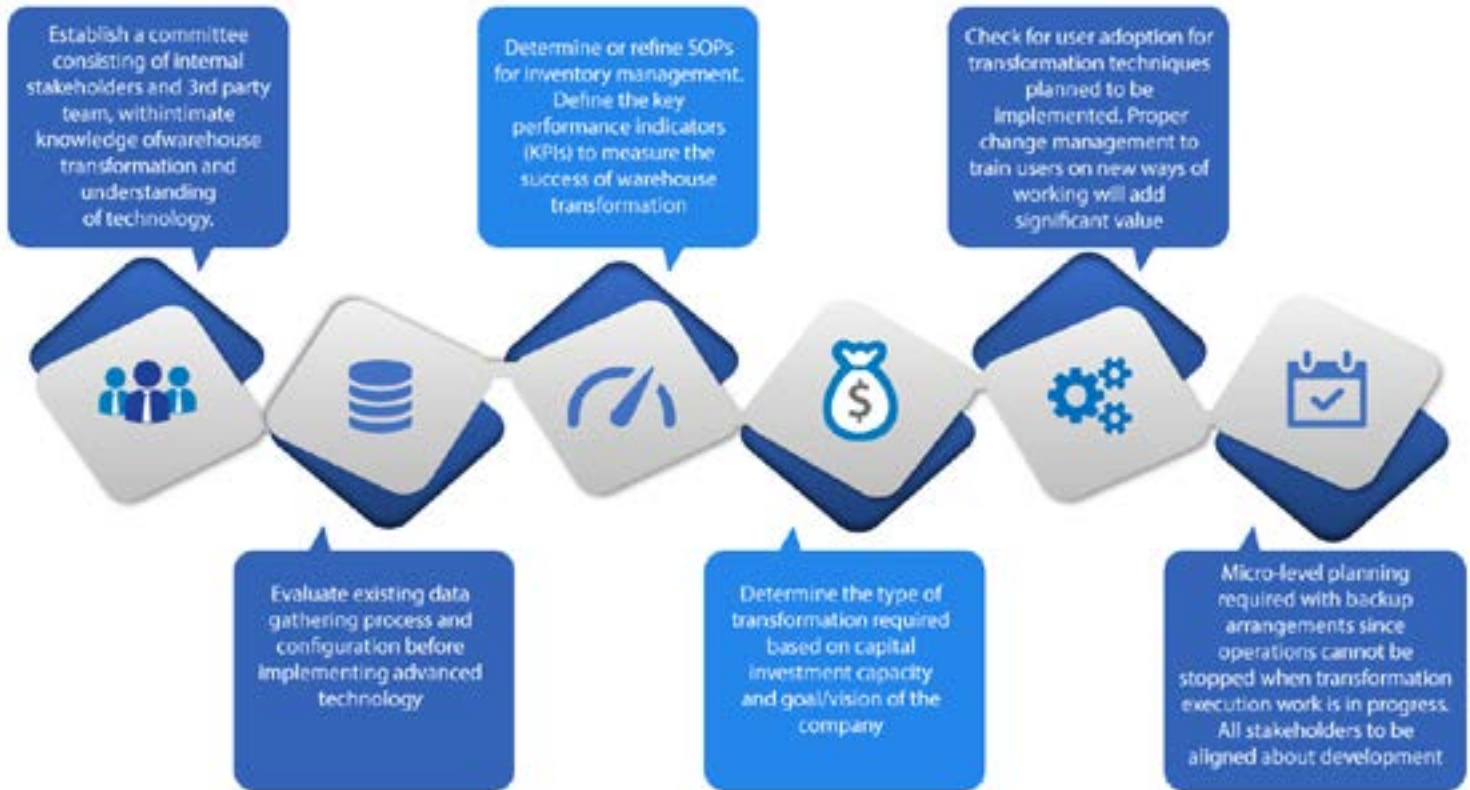 Establish a committee
consisting of internal
stakeholders and 3rd party
team, withintimate
knowledge ofwarehouse
transformation and
understanding
of technology.
Determine or refine SOPs
for inventory management.
Define the key
performance indicators
(KPIs) to measure the
success of warehouse
transformation
Check for user adoption for
transformation techniques
planned to be
implemented. Proper
change management to
train users on new ways of
working will add
significant value
$
Evaluate existing data
gathering process and
configuration before
implementing advanced
technology
Determine the type of
transformation required
based on capital
investment capacity
and goal/vision of the
company
Micro-level planning
required with backup
arrangements since
operations cannot be
stopped when transformation
execution work is in progress.
All stakeholders to be
aligned about development